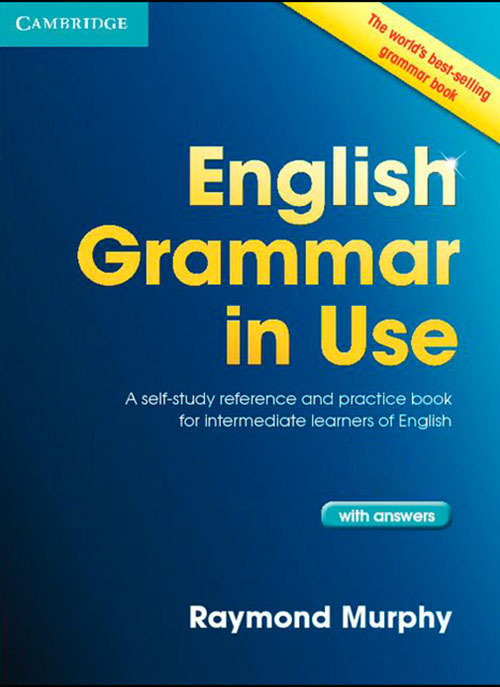 CAMBRIDGE
The world's best-selling
grammar book
English
Grammar
in Use
A self-study reference and practice book
for intermediate learners of English
with answers
Raymond Murphy